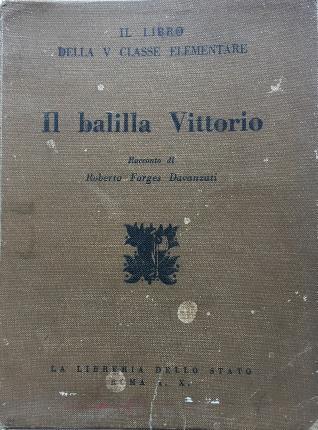 IL LIBRO
DELLA V CLASSE ELEMENTARE
Il balilla Vittorio
Racconto di
Roberto Forges Davanzati
LA LIBRERIA DELLO STATO
ROMA A. X.